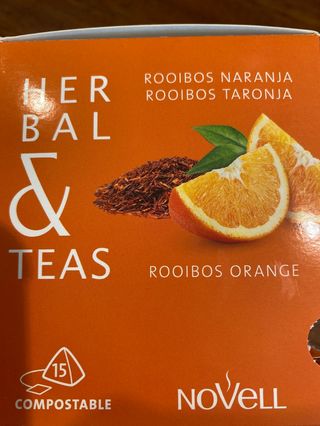 HER
BAL
&
TEAS
ROOIBOS NARANJA
ROOIBOS TARONJA
ROOIBOS ORANGE
15
COMPOSTABLE
NOVELL